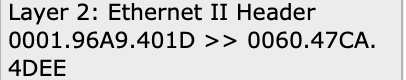 Layer 2: Ethernet II Header
0001.96A9.401D >> 0060.47CA.
4DEE